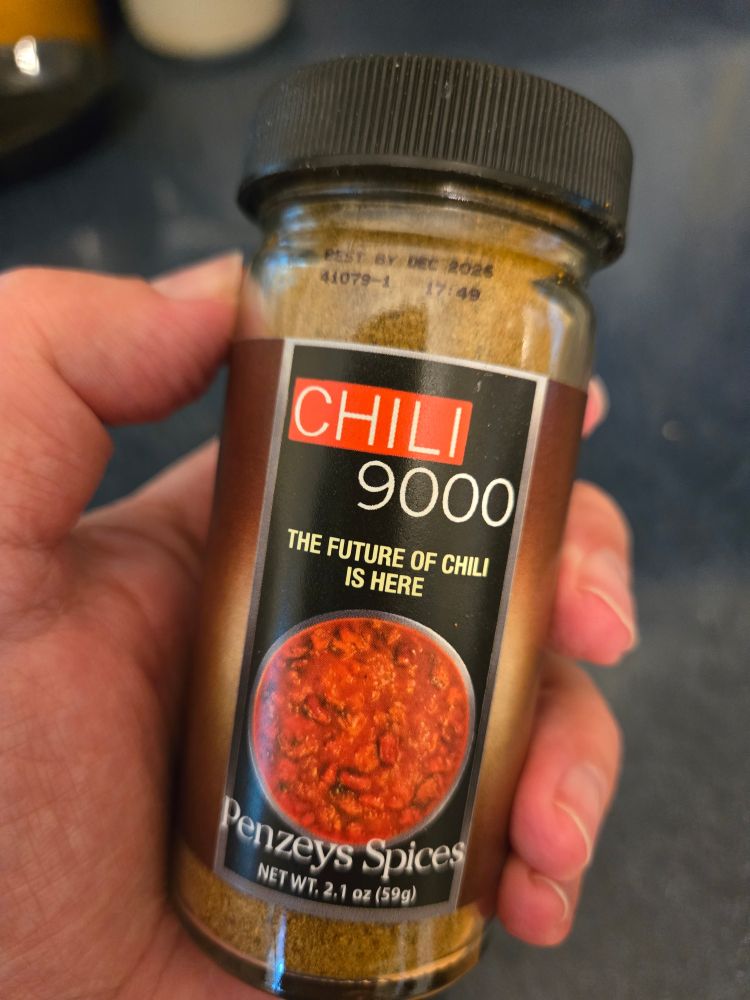 BEST BY DEC 2026
41079-1 17:49
CHILI
9000
THE FUTURE OF CHILI
IS HERE
Penzeys Spices
NET WT. 2.1 oz (59g)